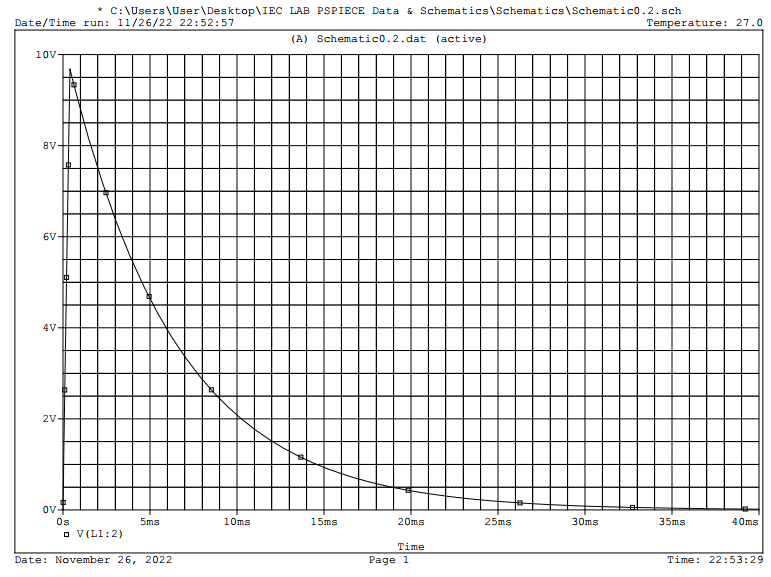 * C:\Users\User\Desktop\IEC LAB PSPIECE Data & Schematics\Schematics\Schematic0.2.sch
Date/Time run: 11/26/22 22:52:57 Temperature: 27.0
(A) Schematic0.2.dat (active)
10V
8V
6V
4V
2V
0V
0s 5ms 10ms 15ms 20ms 25ms 30ms 35ms 40ms
V(L1:2)
Time
Date: November 26, 2022 Page 1 Time: 22:53:29